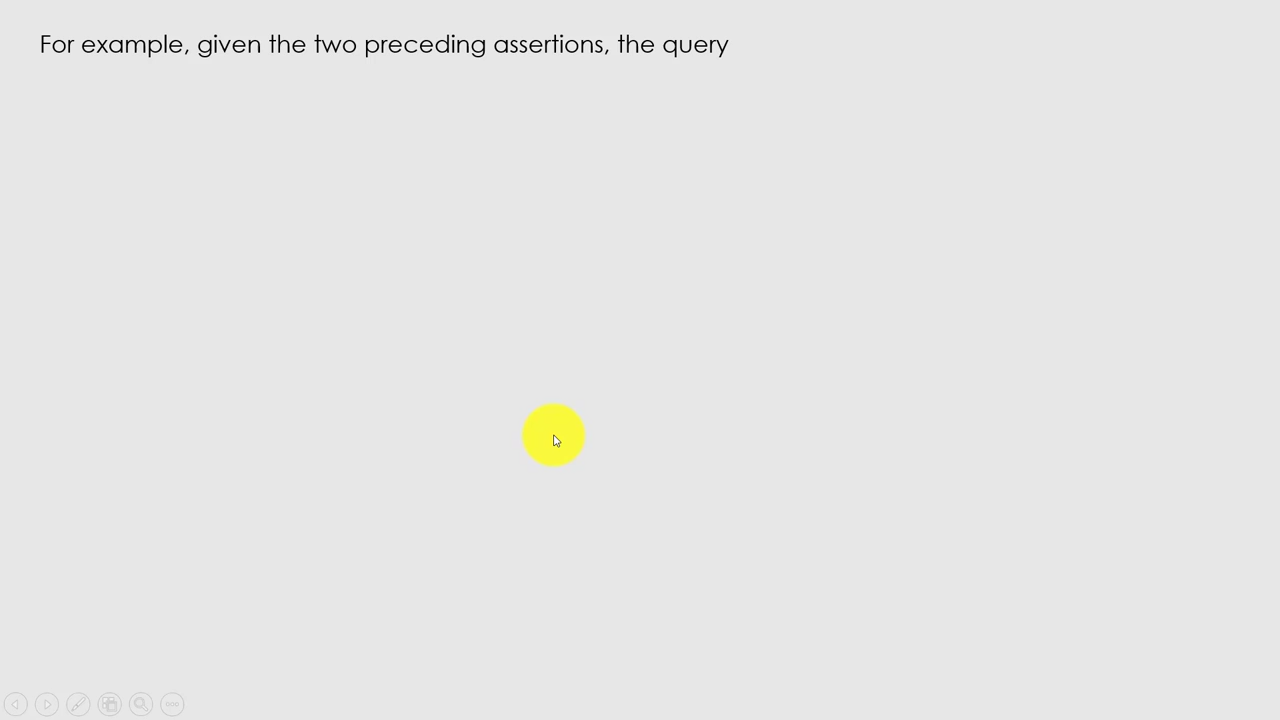 For example, given the two preceding assertions, the query